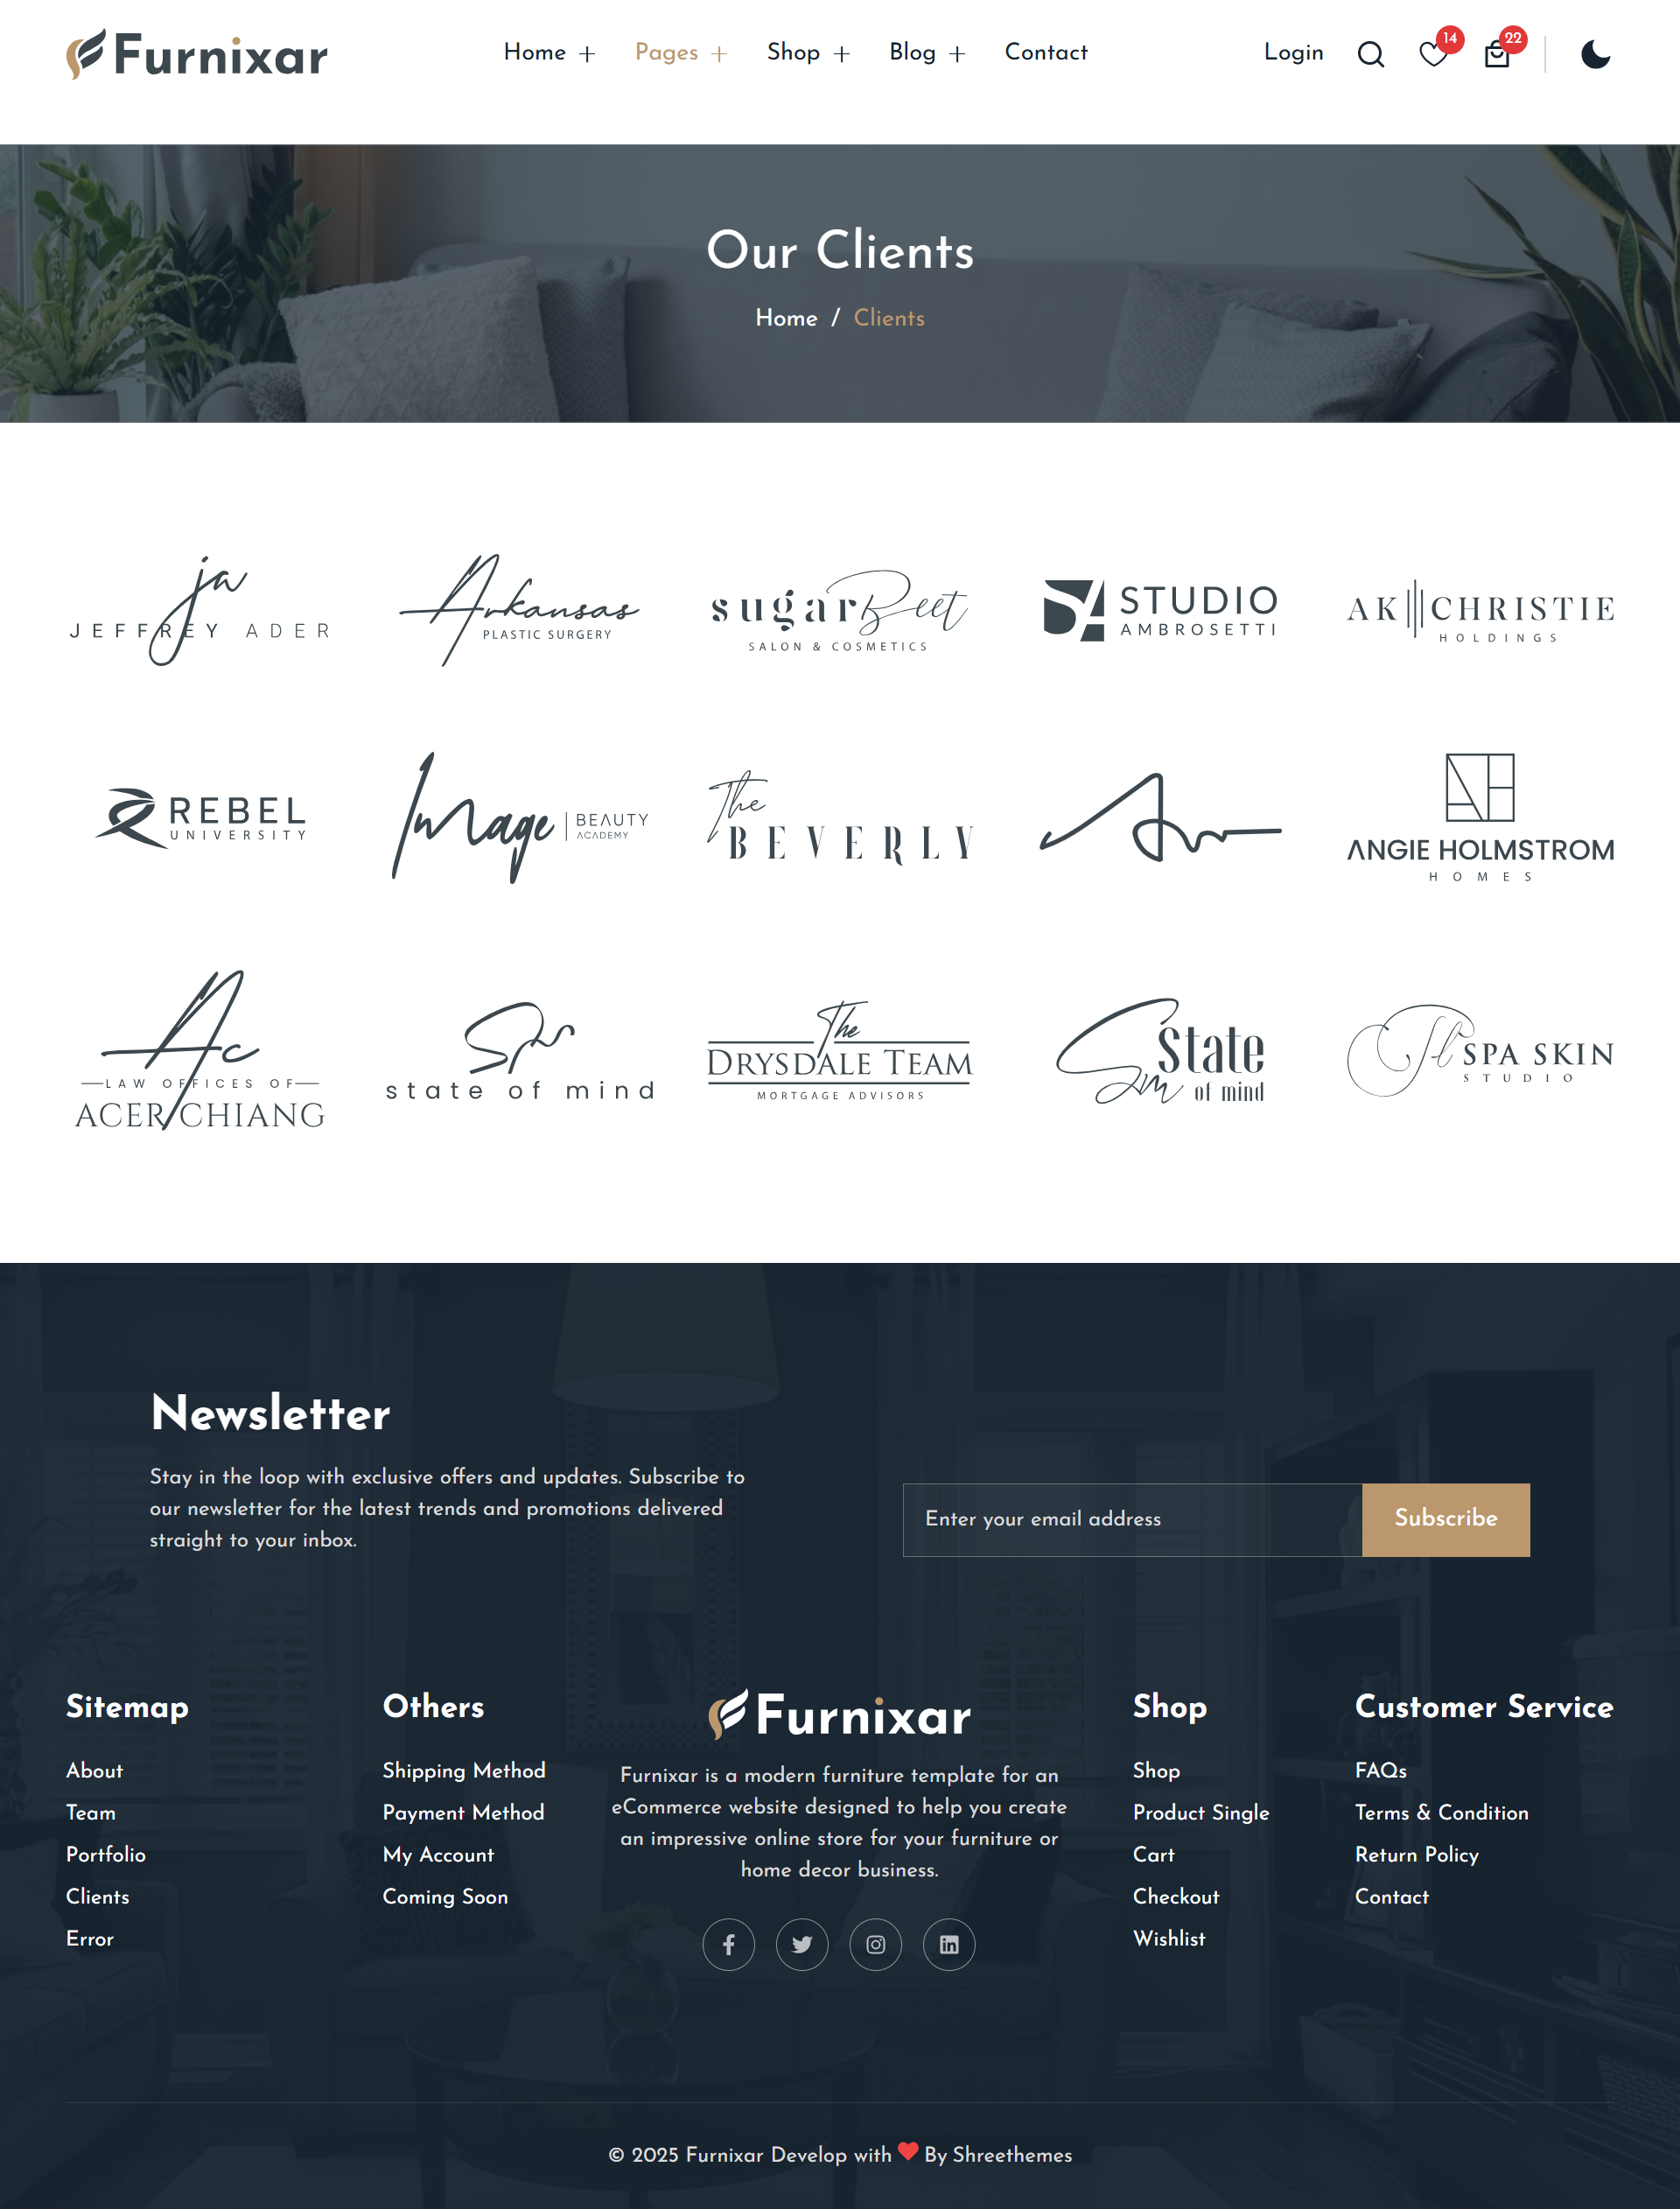 Furnixar
Home + Pages + Shop + Blog + Contact
Login 14 22
Our Clients
Home / Clients
ja
JEFFREY ADER
Arkansas
PLASTIC SURGERY
sugar Beet
SALON & COSMETICS
SA
STUDIO
AMBROSETTI
AK CHRISTIE
HOLDINGS
REBEL
UNIVERSITY
Image
BEAUTY
ACADEMY
The
BEVERLY
ANGIE HOLMSTROM
HOMES
Ac
LAW OFFICES OF
ACER CHIANG
state of mind
The
DRYSDALE TEAM
MORTGAGE ADVISORS
State
Sm of mind
SPA SKIN
STUDIO
Newsletter
Stay in the loop with exclusive offers and updates. Subscribe to
our newsletter for the latest trends and promotions delivered
straight to your inbox.
Enter your email address
Subscribe
Sitemap
About
Team
Portfolio
Clients
Error
Others
Shipping Method
Payment Method
My Account
Coming Soon
Furnixar
Furnixar is a modern furniture template for an
eCommerce website designed to help you create
an impressive online store for your furniture or
home decor business.
Shop
Shop
Product Single
Cart
Checkout
Wishlist
Customer Service
FAQs
Terms & Condition
Return Policy
Contact
© 2025 Furnixar Develop with ❤ By Shreethemes